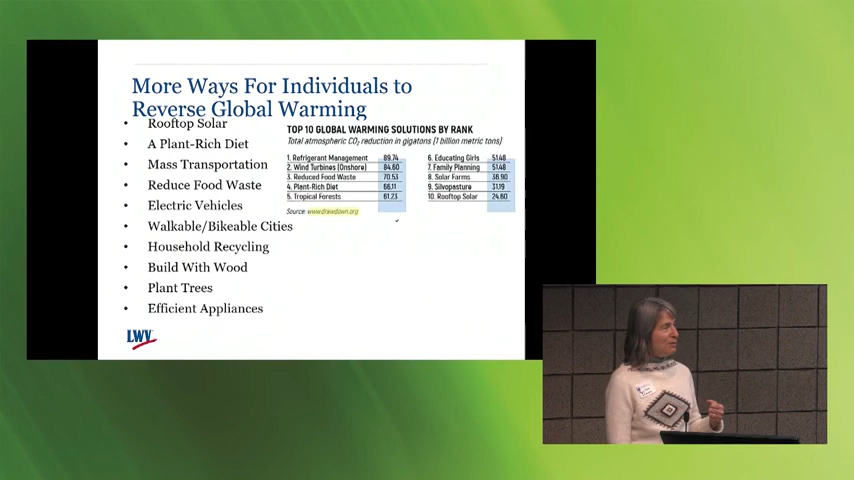 More Ways For Individuals to
Reverse Global Warming
• Rooftop Solar
• A Plant-Rich Diet
• Mass Transportation
• Reduce Food Waste
• Electric Vehicles
• Walkable/Bikeable Cities
• Household Recycling
• Build With Wood
• Plant Trees
• Efficient Appliances
TOP 10 GLOBAL WARMING SOLUTIONS BY RANK
Total atmospheric CO₂ reduction in gigatons (1 billion metric tons)
1. Refrigerant Management 89.74
2. Wind Turbines (Onshore) 84.60
3. Reduced Food Waste 70.53
4. Plant-Rich Diet 66.11
5. Tropical Forests 61.23
6. Educating Girls 51.48
7. Family Planning 51.48
8. Solar Farms 36.90
9. Silvopasture 31.19
10. Rooftop Solar 24.60
Source: www.drawdown.org
LWV